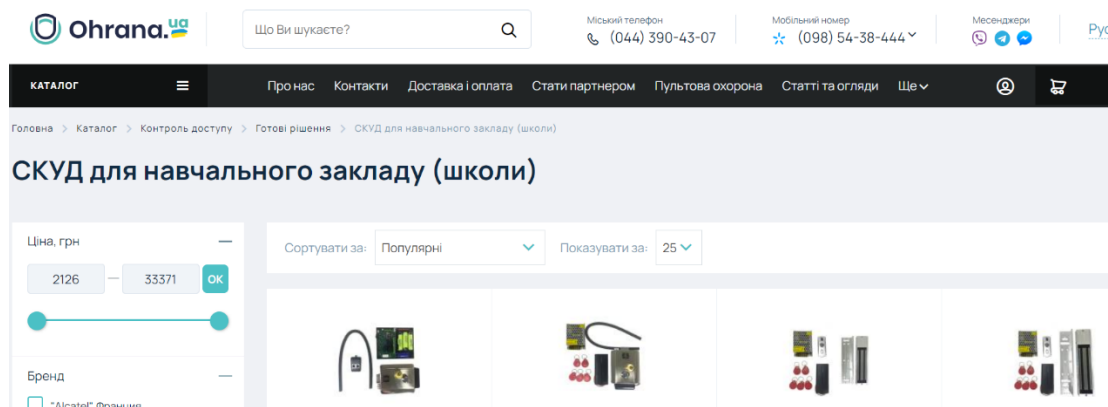 Ohrana.ua
Що Ви шукаєте?
Міський телефон
(044) 390-43-07
Мобільний номер
(098) 54-38-444
Месенджери
КАТАЛОГ
Про нас Контакти Доставка і оплата Стати партнером Пультова охорона Статті та огляди Ще
Головна > Каталог > Контроль доступу > Готові рішення > СКУД для навчального закладу (школи)
СКУД для навчального закладу (школи)
Ціна, грн
2126 — 33371 ОК
Сортувати за: Популярні Показувати за: 25
Бренд
"Alcatel" Франция